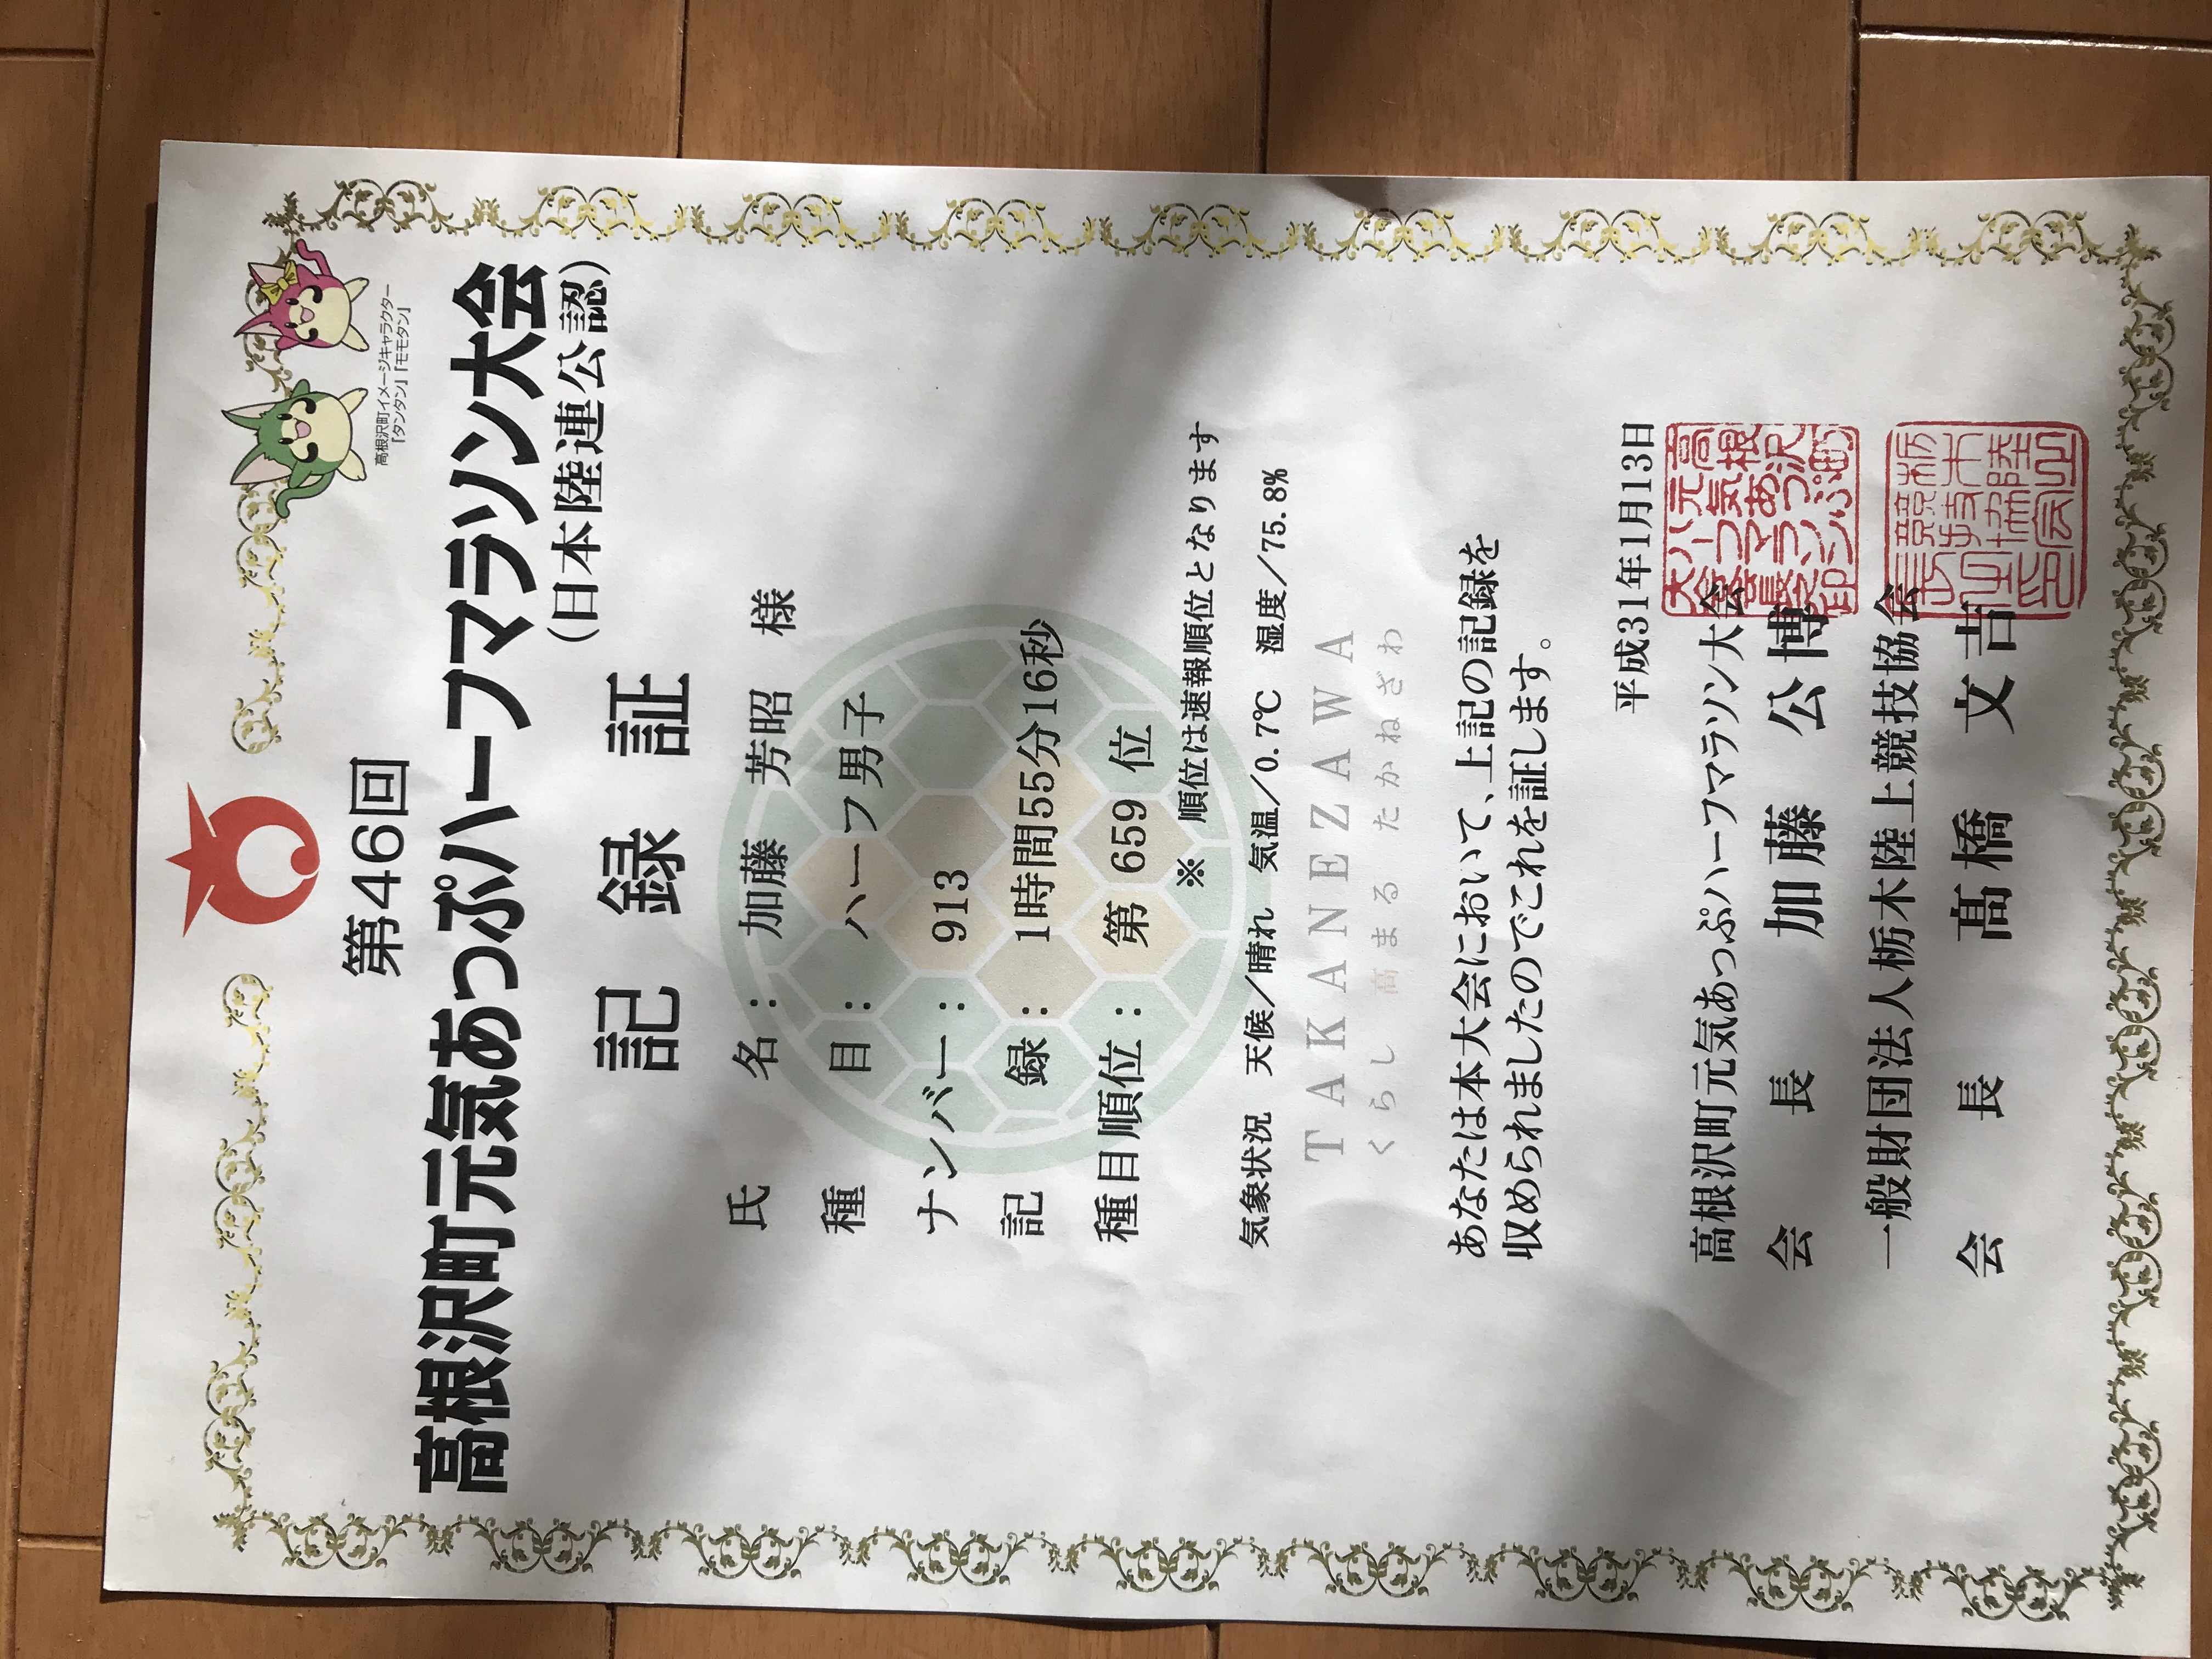 高根沢町イメージキャラクター
「タンタン」「モモタン」
第46回
高根沢町元気あっぷハーフマラソン大会
(日本陸連公認)
記録証
氏名：加藤 芳昭 様
種目：ハーフ男子
ナンバー：913
記録：1時間55分16秒
種目順位：第 659 位
※ 順位は速報順位となります
気象状況 天候／晴れ 気温／0.7℃ 湿度／75.8%
TAKANEZAWA
くらし 高まる たかねざわ
あなたは本大会において、上記の記録を
収められましたのでこれを証します。
平成31年1月13日
高根沢町元気あっぷハーフマラソン大会
会長 加藤 公博
一般財団法人栃木陸上競技協会
会長 髙橋 文吉